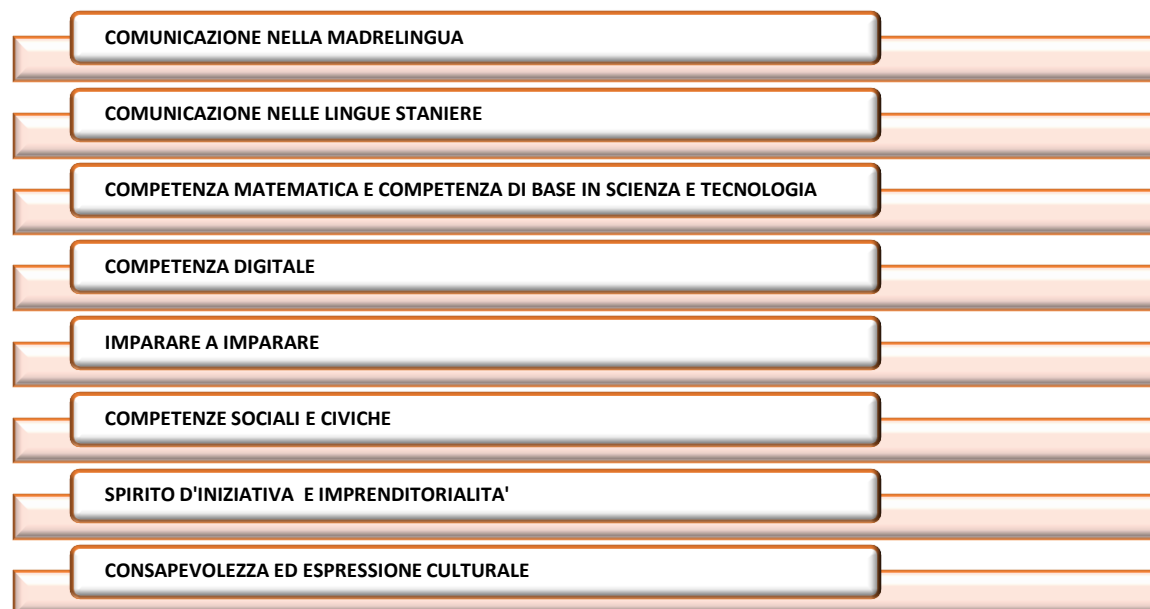 COMUNICAZIONE NELLA MADRELINGUA
COMUNICAZIONE NELLE LINGUE STANIERE
COMPETENZA MATEMATICA E COMPETENZA DI BASE IN SCIENZA E TECNOLOGIA
COMPETENZA DIGITALE
IMPARARE A IMPARARE
COMPETENZE SOCIALI E CIVICHE
SPIRITO D'INIZIATIVA  E IMPRENDITORIALITA'
CONSAPEVOLEZZA ED ESPRESSIONE CULTURALE